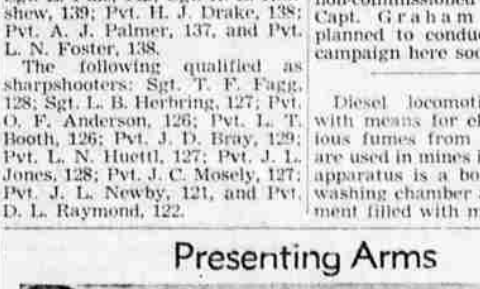 shew, 139; Pvt. H. J. Drake, 138;
Pvt. A. J. Palmer, 137, and Pvt.
L. N. Foster, 138.
The following qualified as
sharpshooters: Sgt. T. F. Fagg,
128; Sgt. L. B. Herbring, 127; Pvt.
O. F. Anderson, 126; Pvt. L. T.
Booth, 126; Pvt. J. D. Bray, 129;
Pvt. L. N. Huettl, 127; Pvt. J. L.
Jones, 128; Pvt. J. C. Mosely, 127;
Pvt. J. L. Newby, 121, and Pvt.
D. L. Raymond, 122.
non-commissioned
Capt. Graham
planned to conduc
campaign here soo
Diesel locomoti
with means for el
ious fumes from
are used in mines i
apparatus is a bo
washing chamber
ment filled with m
Presenting Arms